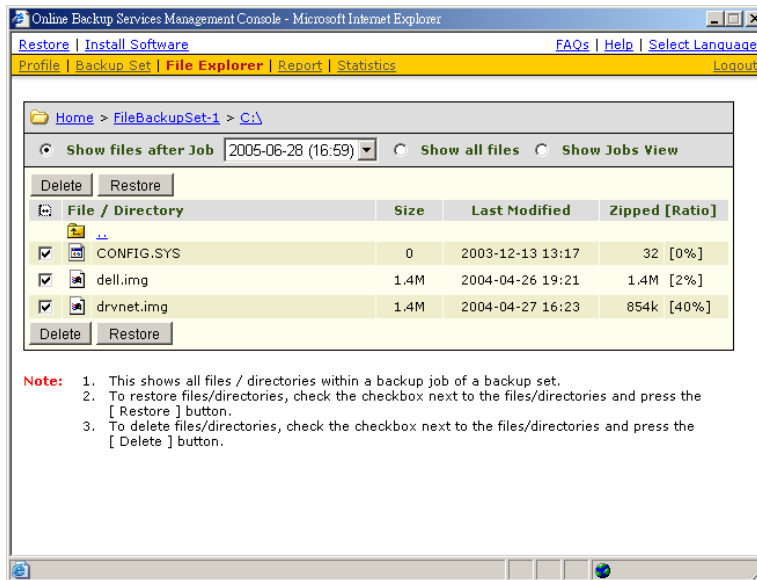 Online Backup Services Management Console - Microsoft Internet Explorer
Restore | Install Software FAQs | Help | Select Language
Profile | Backup Set | File Explorer | Report | Statistics Logout
Home > FileBackupSet-1 > C:\
Show files after Job 2005-06-28 (16:59) Show all files Show Jobs View
Delete Restore
File / Directory Size Last Modified Zipped [Ratio]
..
CONFIG.SYS 0 2003-12-13 13:17 32 [0%]
dell.img 1.4M 2004-04-26 19:21 1.4M [2%]
drvnet.img 1.4M 2004-04-27 16:23 854k [40%]
Delete Restore
Note: 1. This shows all files / directories within a backup job of a backup set.
2. To restore files/directories, check the checkbox next to the files/directories and press the
[ Restore ] button.
3. To delete files/directories, check the checkbox next to the files/directories and press the
[ Delete ] button.